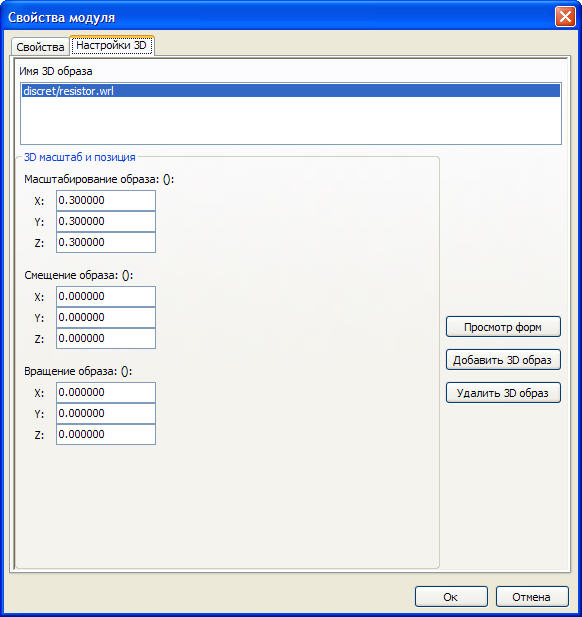 Свойства модуля
Свойства Настройки 3D
Имя 3D образа
discret/resistor.wrl
3D масштаб и позиция
Масштабирование образа: ():
X: 0.300000
Y: 0.300000
Z: 0.300000
Смещение образа: ():
X: 0.000000
Y: 0.000000
Z: 0.000000
Вращение образа: ():
X: 0.000000
Y: 0.000000
Z: 0.000000
Просмотр форм
Добавить 3D образ
Удалить 3D образ
Ок Отмена